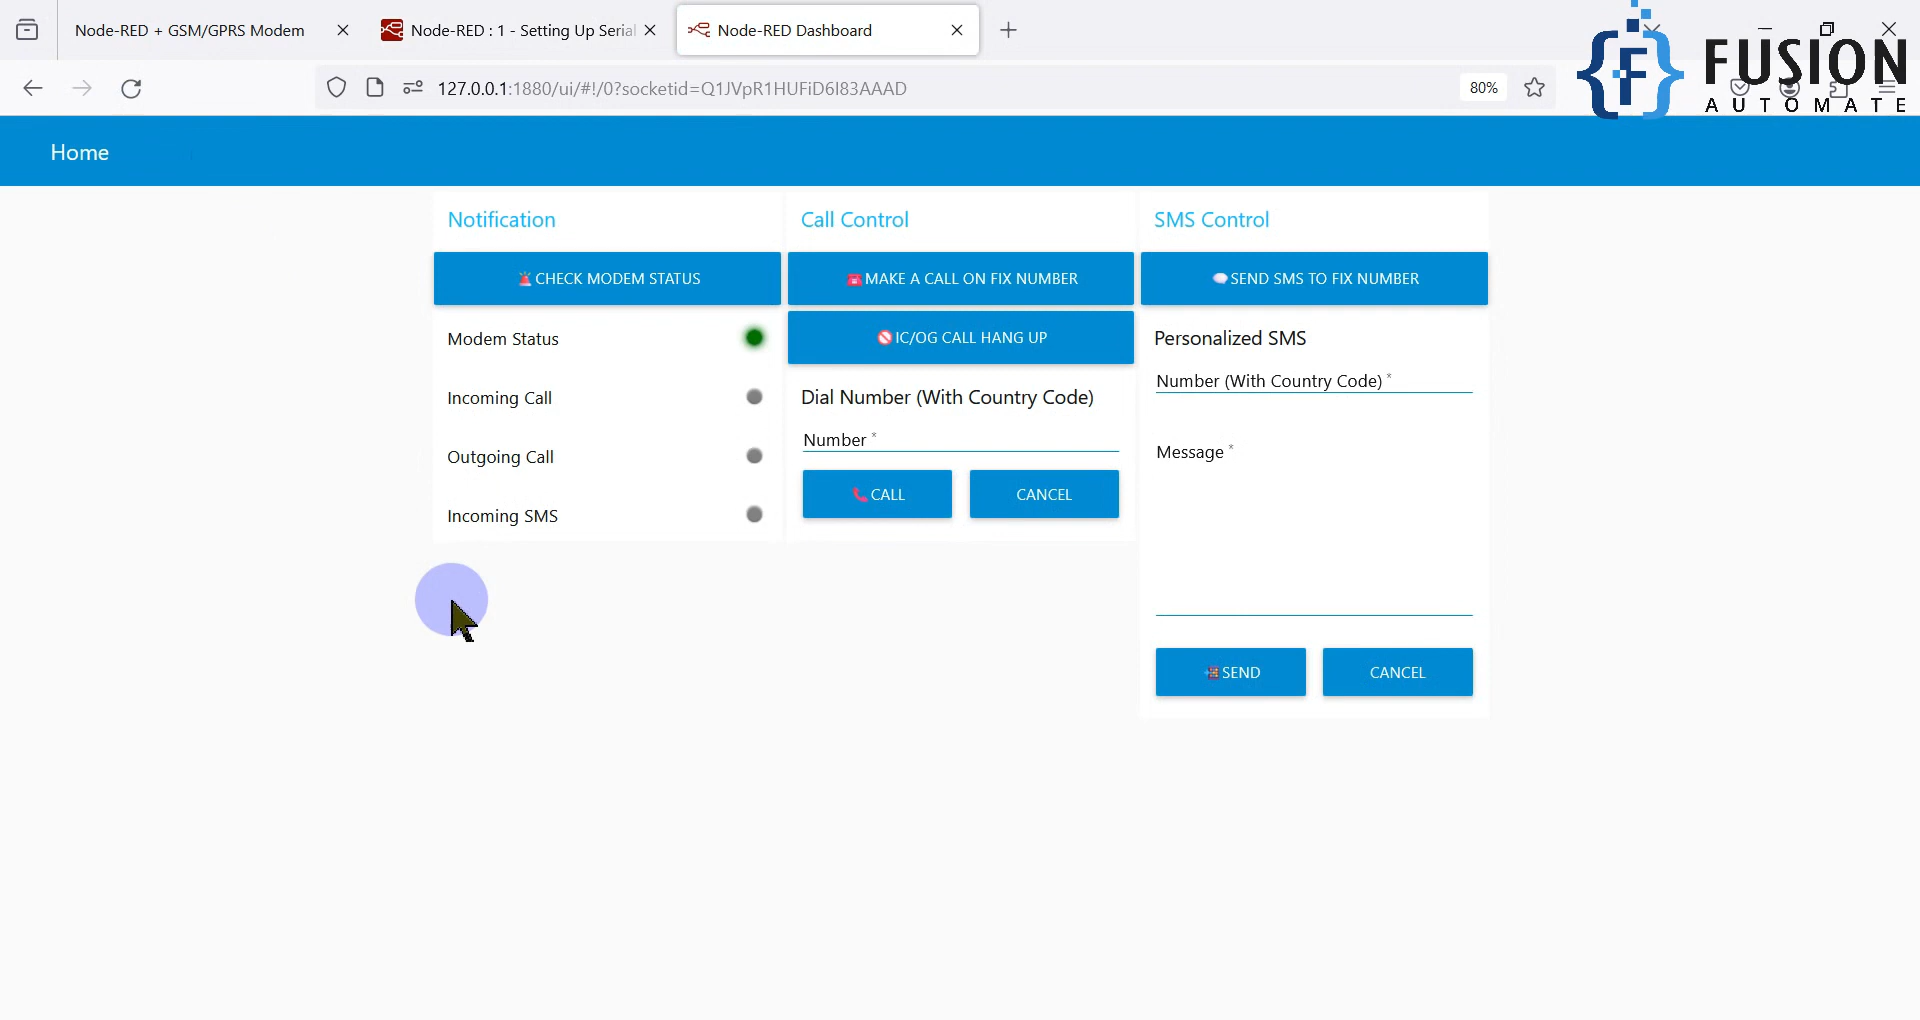 Node-RED + GSM/GPRS Modem
Node-RED : 1 - Setting Up Serial
Node-RED Dashboard
127.0.0.1:1880/ui/#!/0?socketid=Q1JVpR1HUFiD6I83AAAD
80%
FUSION
AUTOMATE
Home
Notification
CHECK MODEM STATUS
Modem Status
Incoming Call
Outgoing Call
Incoming SMS
Call Control
MAKE A CALL ON FIX NUMBER
IC/OG CALL HANG UP
Dial Number (With Country Code)
Number *
CALL
CANCEL
SMS Control
SEND SMS TO FIX NUMBER
Personalized SMS
Number (With Country Code) *
Message *
SEND
CANCEL